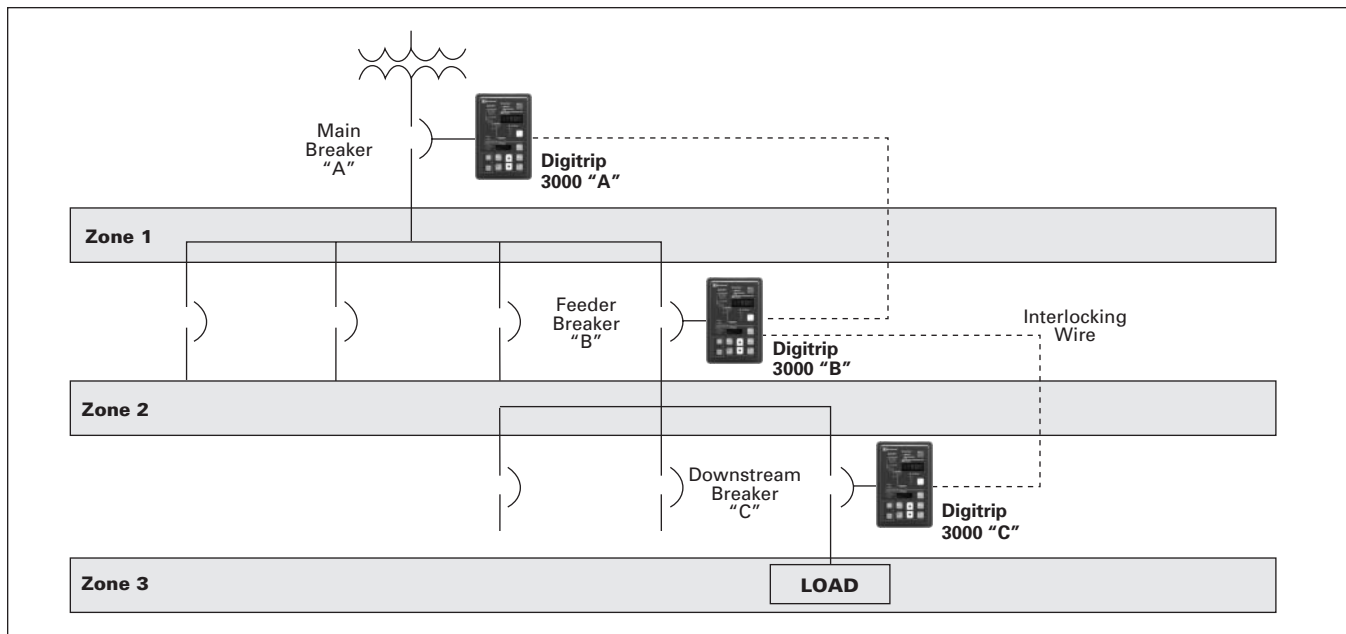 Main
Breaker
“A”
Digitrip
3000 “A”
Zone 1
Feeder
Breaker
“B”
Digitrip
3000 “B”
Interlocking
Wire
Zone 2
Downstream
Breaker
“C”
Digitrip
3000 “C”
Zone 3
LOAD